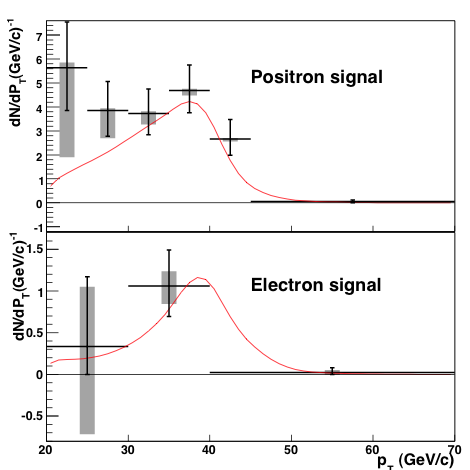 dN/dP_T(GeV/c)^-1
7
6
5
4
3
2
1
0
-1
Positron signal
dN/dP_T(GeV/c)^-1
1.5
1
0.5
0
-0.5
Electron signal
20 30 40 50 60 70
p_T (GeV/c)